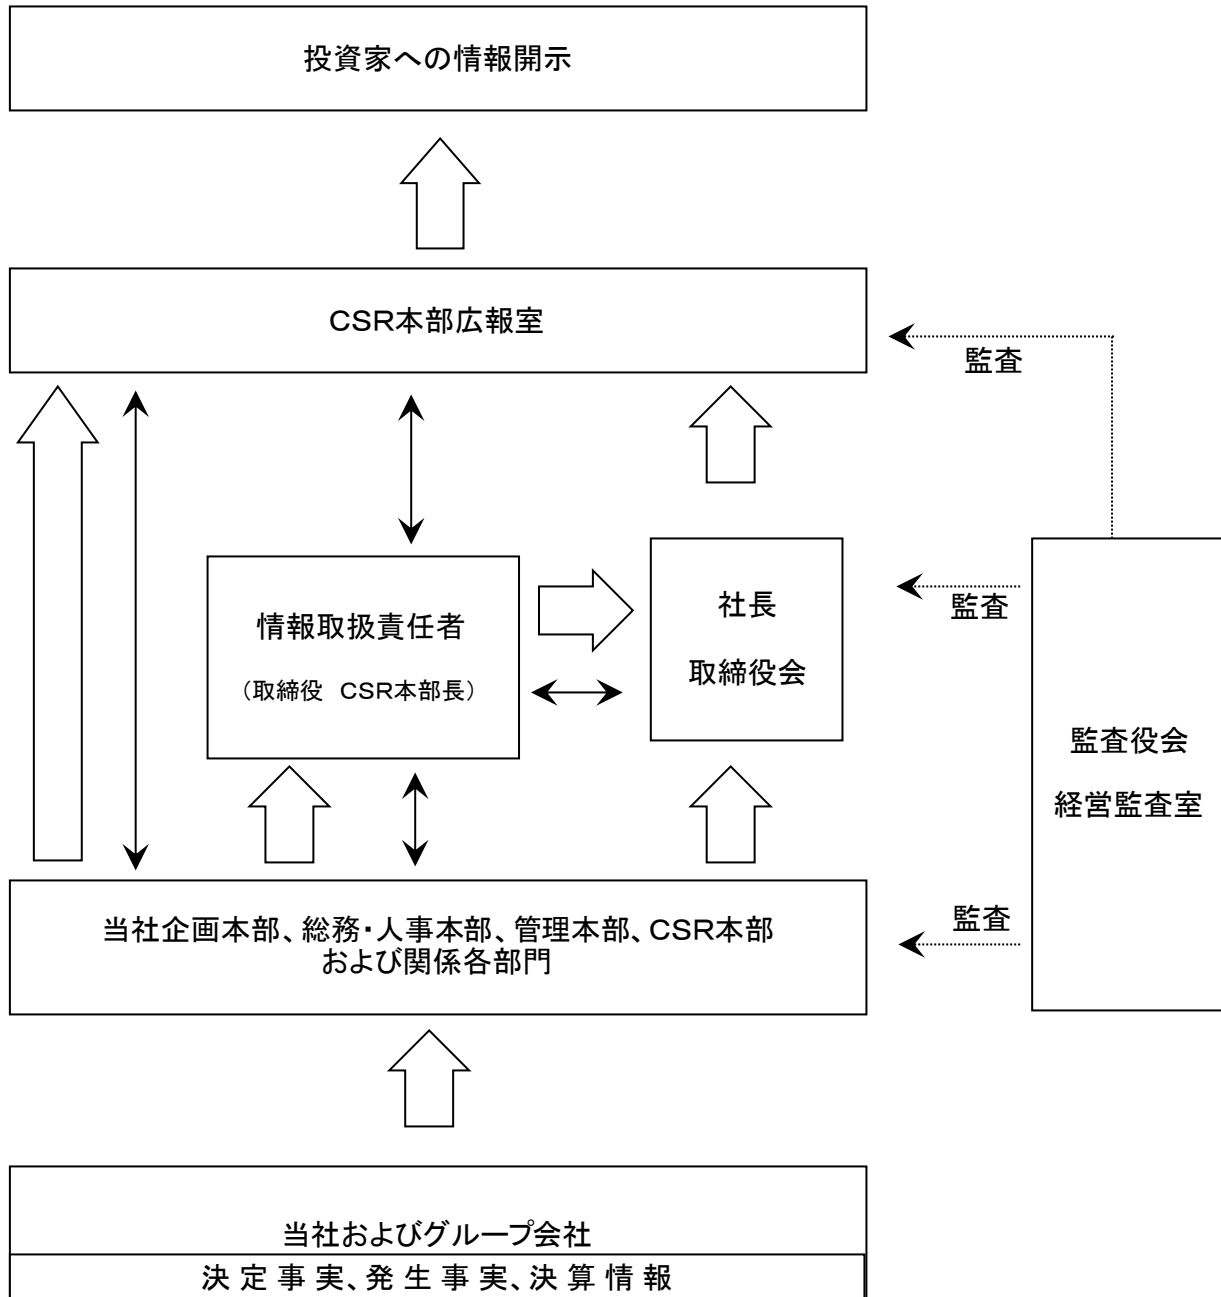 投資家への情報開示
CSR本部広報室
監査
情報取扱責任者
（取締役　CSR本部長）
社長
取締役会
監査
監査役会
経営監査室
当社企画本部、総務・人事本部、管理本部、CSR本部
および関係各部門
監査
当社およびグループ会社
決 定 事 実、発 生 事 実、決 算 情 報